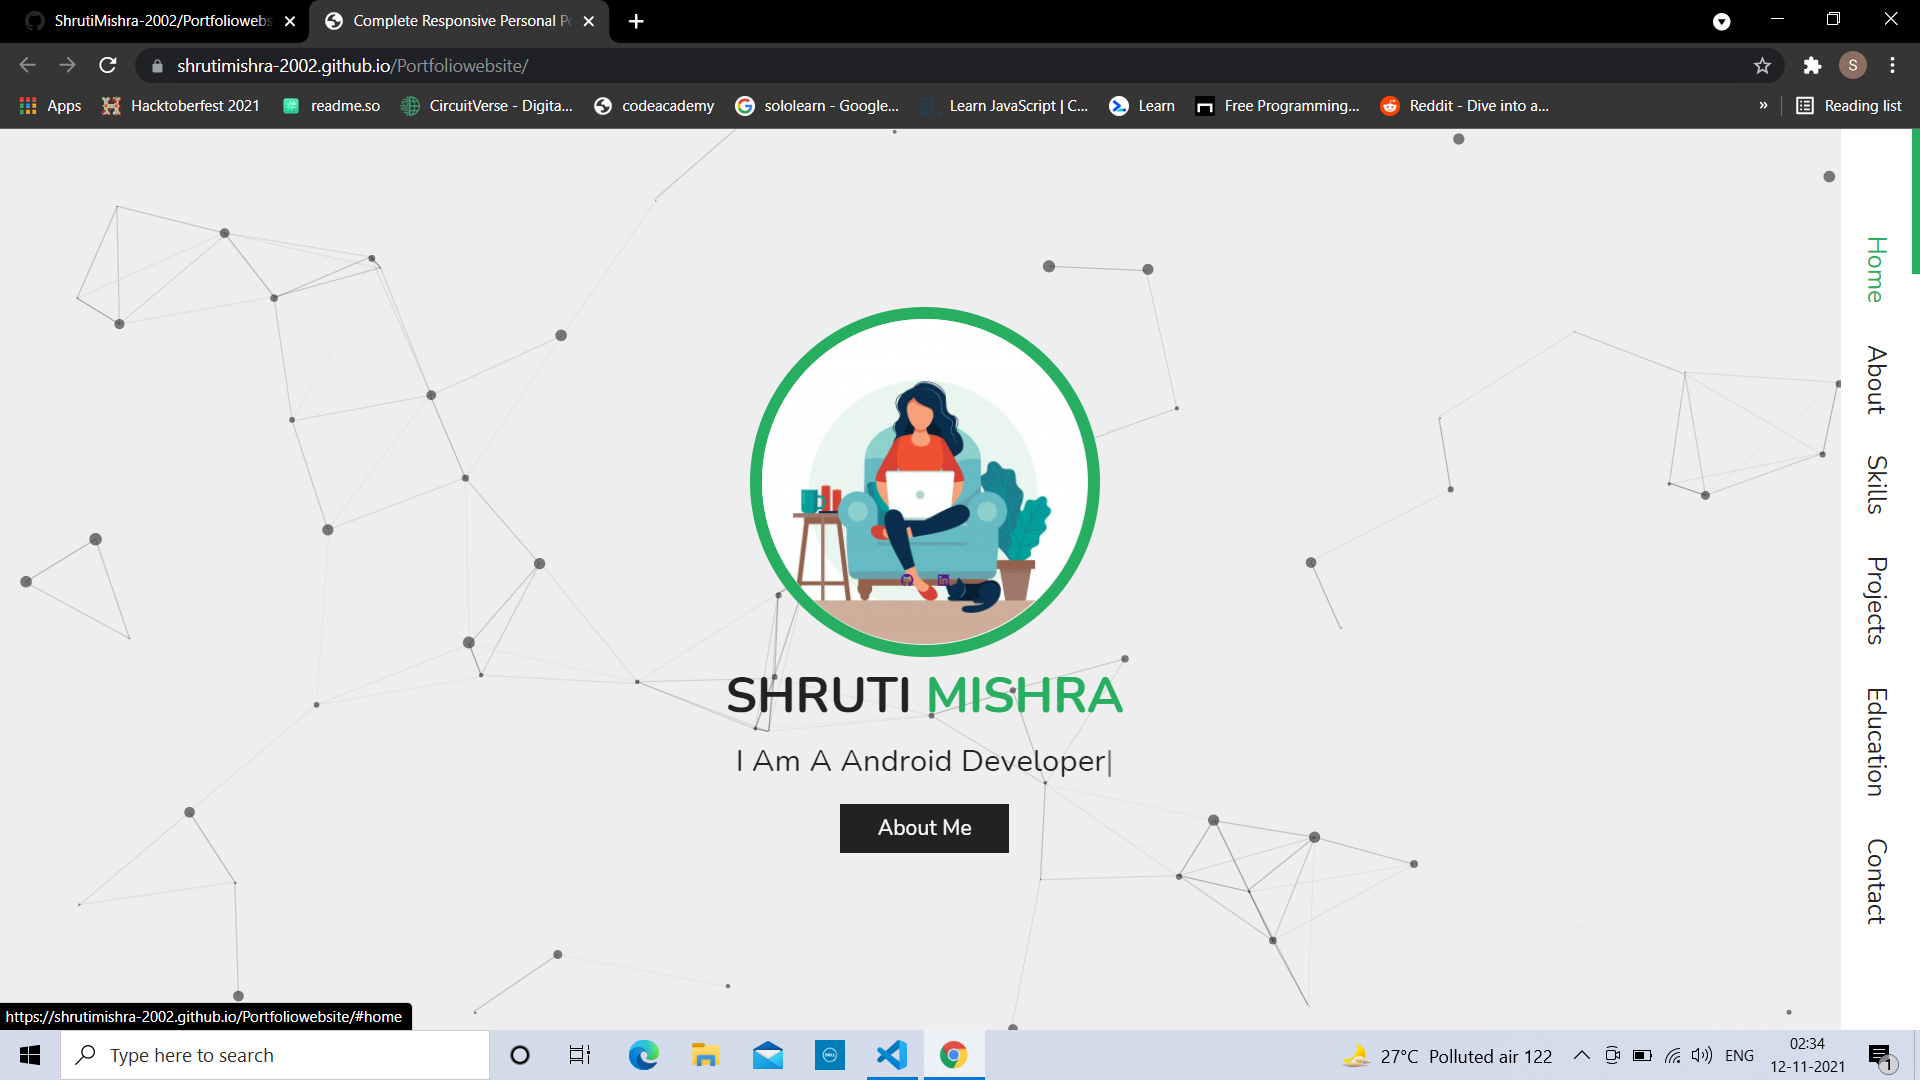 ShrutiMishra-2002/Portfoliowebs
Complete Responsive Personal Po
shrutimishra-2002.github.io/Portfoliowebsite/
S
Apps
Hacktoberfest 2021
readme.so
CircuitVerse - Digita...
codeacademy
sololearn - Google...
Learn JavaScript | C...
Learn
Free Programming...
Reddit - Dive into a...
»
Reading list
Home
About
Skills
Projects
Education
Contact
SHRUTI MISHRA
I Am A Android Developer|
About Me
https://shrutimishra-2002.github.io/Portfoliowebsite/#home
Type here to search
DELL
27°C Polluted air 122
ENG
02:34
12-11-2021
1